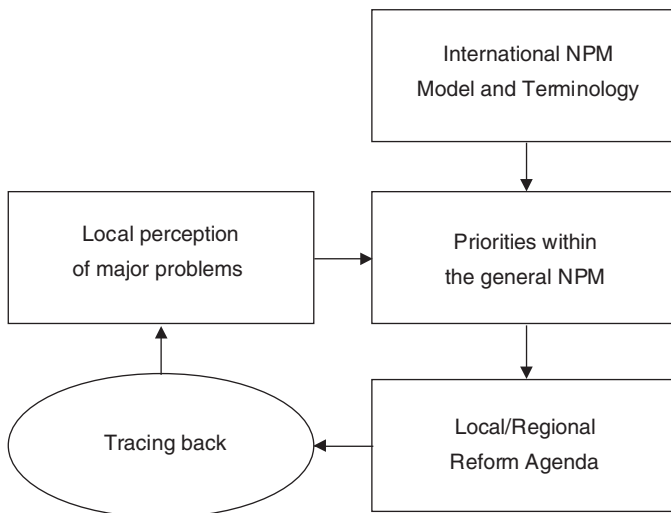 International NPM
Model and Terminology
Local perception
of major problems
Priorities within
the general NPM
Tracing back
Local/Regional
Reform Agenda